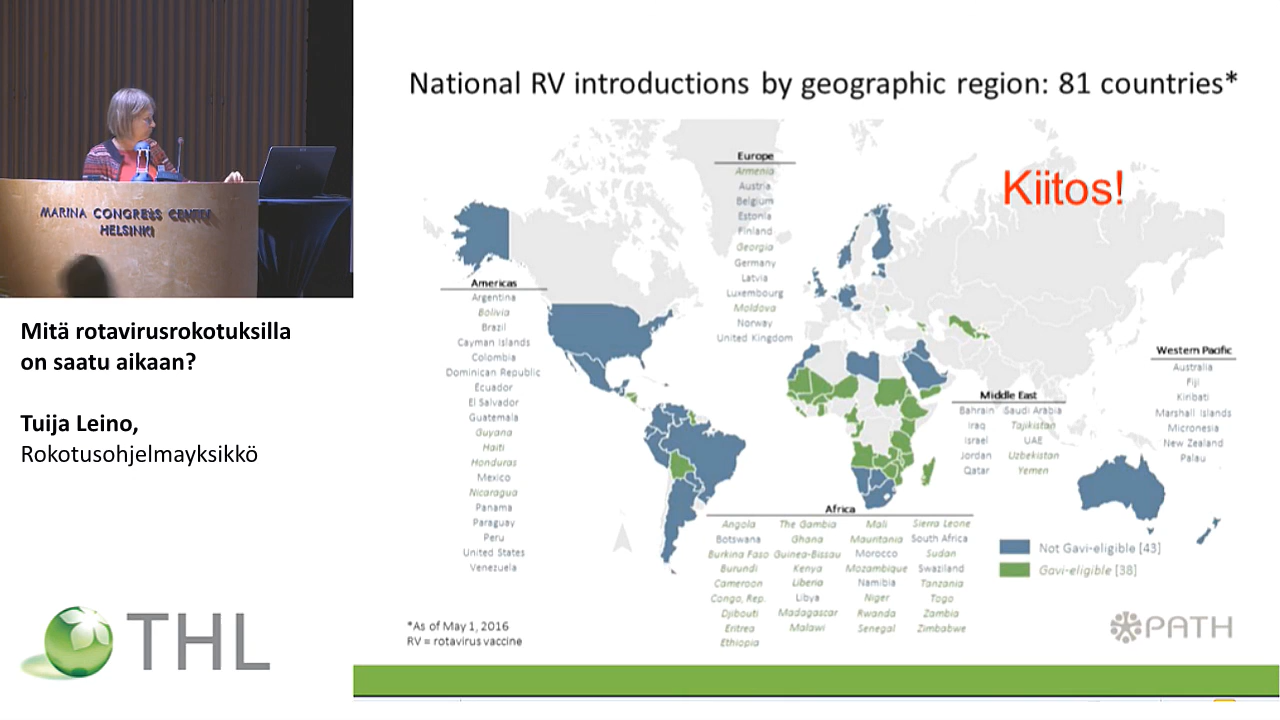 MARINA CONGRESS CENTER
HELSINKI
Mitä rotavirusrokotuksilla
on saatu aikaan?
Tuija Leino,
Rokotusohjelmayksikkö
THL
National RV introductions by geographic region: 81 countries*
Kiitos!
Europe
Armenia
Austria
Belgium
Estonia
Finland
Georgia
Germany
Latvia
Luxembourg
Moldova
Norway
United Kingdom
Americas
Argentina
Bolivia
Brazil
Cayman Islands
Colombia
Dominican Republic
Ecuador
El Salvador
Guatemala
Guyana
Haiti
Honduras
Mexico
Nicaragua
Panama
Paraguay
Peru
United States
Venezuela
Western Pacific
Australia
Fiji
Kiribati
Marshall Islands
Micronesia
New Zealand
Palau
Middle East
Bahrain Saudi Arabia
Iraq Tajikistan
Israel UAE
Jordan Uzbekistan
Qatar Yemen
Africa
Angola The Gambia Mali Sierra Leone
Botswana Ghana Mauritania South Africa
Burkina Faso Guinea-Bissau Morocco Sudan
Burundi Kenya Mozambique Swaziland
Cameroon Liberia Namibia Tanzania
Congo, Rep. Libya Niger Togo
Djibouti Madagascar Rwanda Zambia
Eritrea Malawi Senegal Zimbabwe
Ethiopia
Not Gavi-eligible [43]
Gavi-eligible [38]
*As of May 1, 2016
RV = rotavirus vaccine
PATH